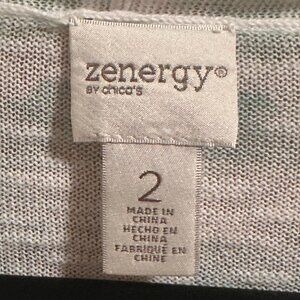 zenergy®
BY chico's
2
MADE IN
CHINA
HECHO EN
CHINA
FABRIQUÉ EN
CHINE